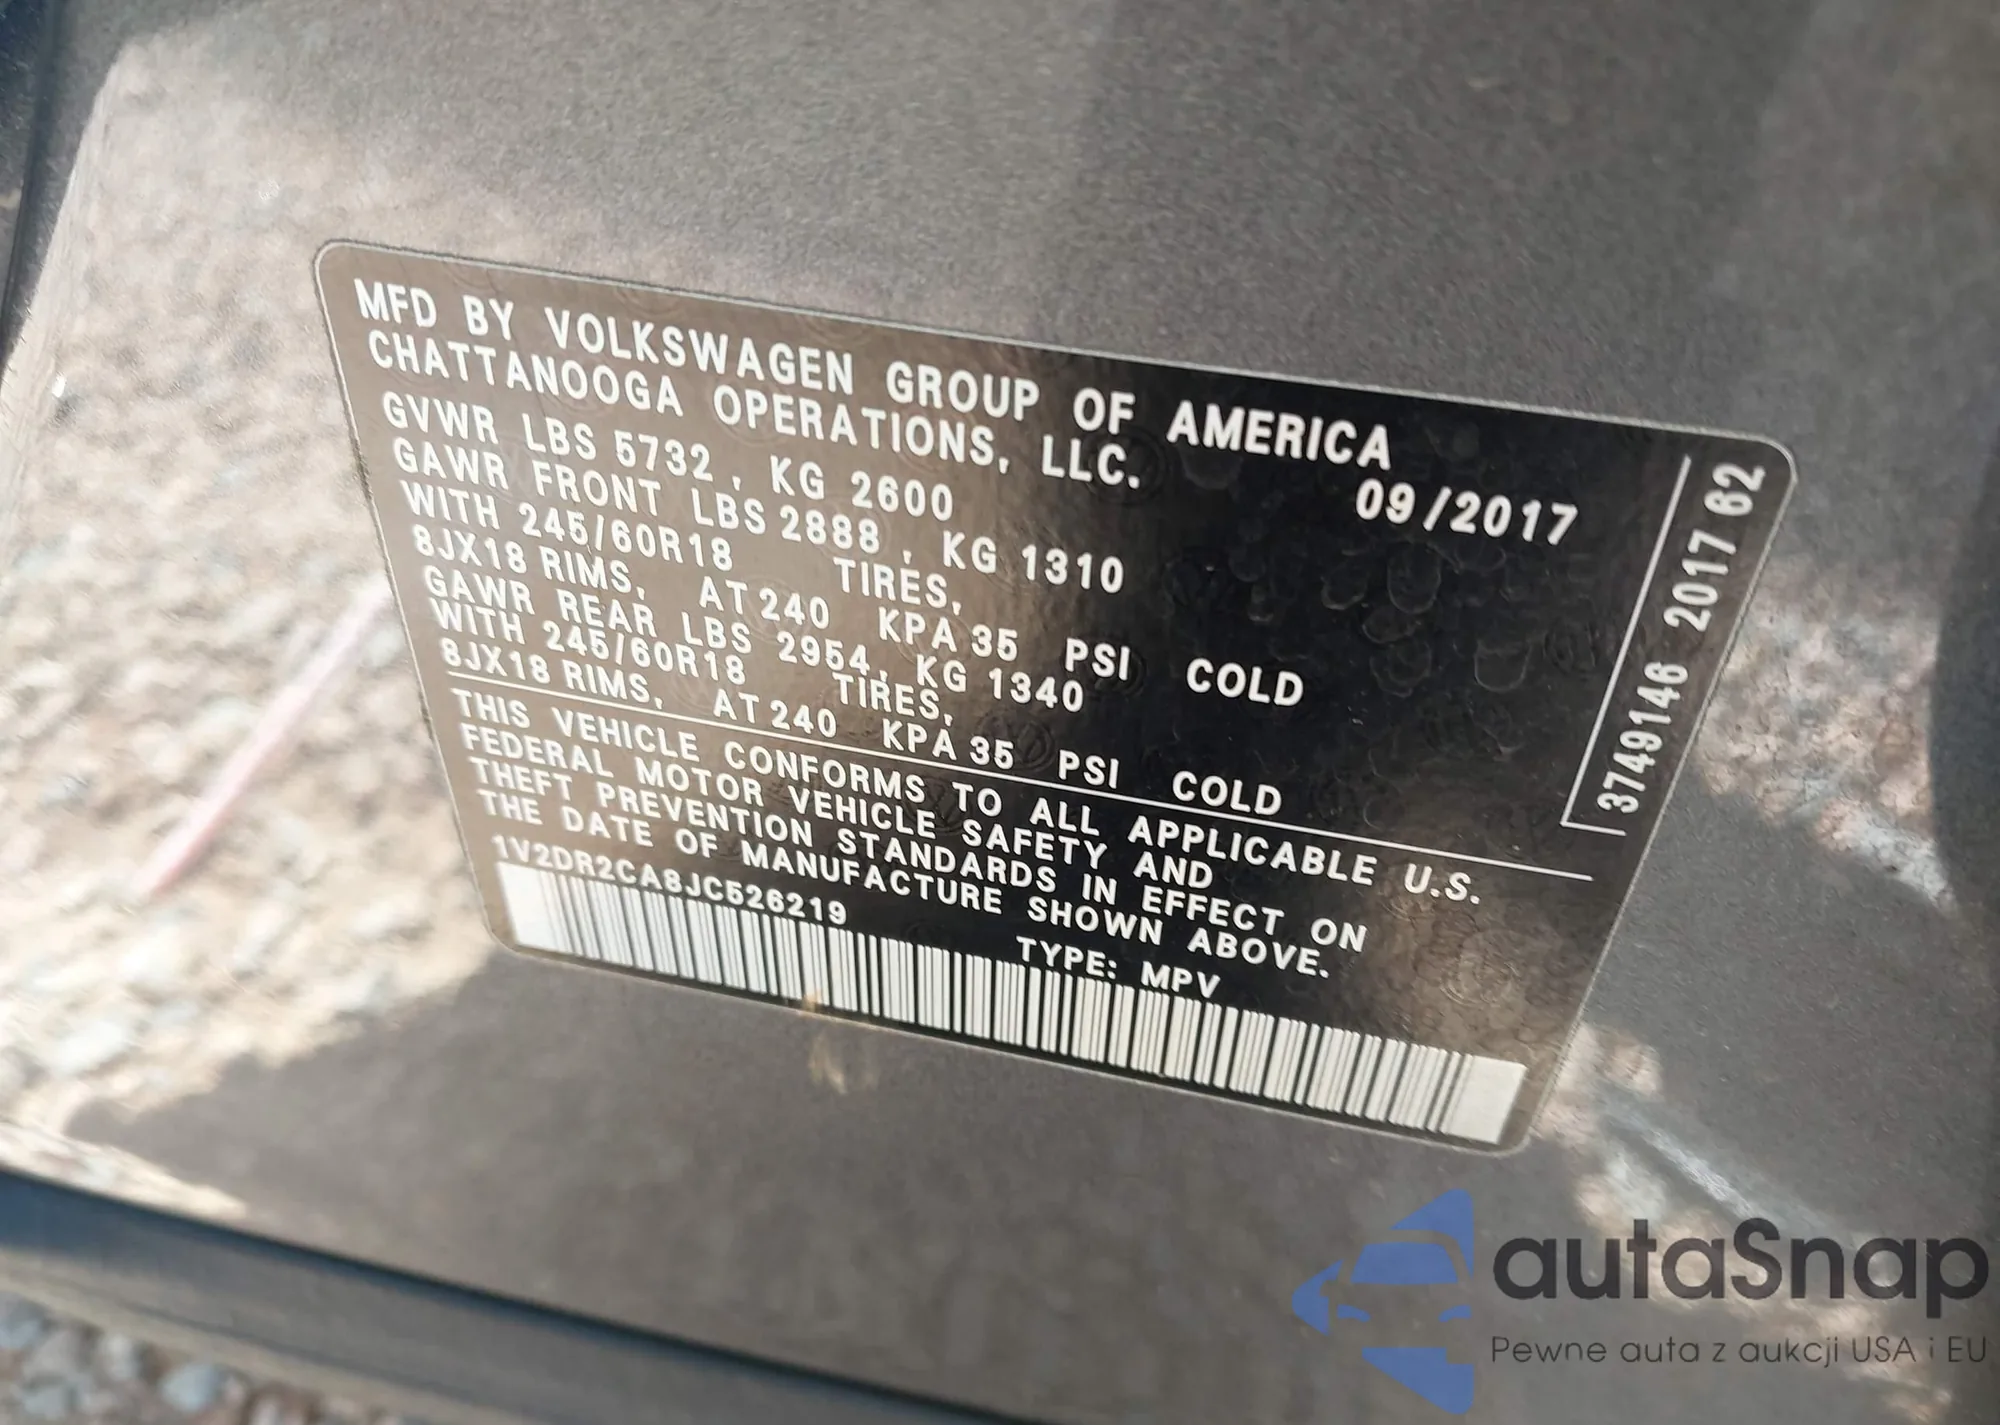 MFD BY VOLKSWAGEN GROUP OF AMERICA
CHATTANOOGA OPERATIONS, LLC.
09/2017
GVWR LBS 5732, KG 2600
GAWR FRONT LBS 2888, KG 1310
WITH 245/60R18 TIRES,
8JX18 RIMS, AT 240 KPA 35 PSI COLD
GAWR REAR LBS 2954, KG 1340
WITH 245/60R18 TIRES,
8JX18 RIMS, AT 240 KPA 35 PSI COLD
THIS VEHICLE CONFORMS TO ALL APPLICABLE U.S.
FEDERAL MOTOR VEHICLE SAFETY AND
THEFT PREVENTION STANDARDS IN EFFECT ON
THE DATE OF MANUFACTURE SHOWN ABOVE.
1V2DR2CA8JC526219
TYPE: MPV
3749146 2017 62
autaSnap
Pewne auta z aukcji USA i EU